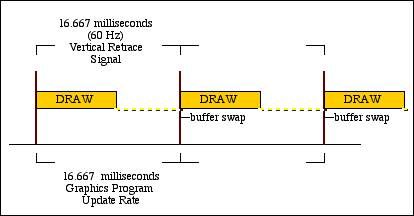 16.667 milliseconds
(60 Hz)
Vertical Retrace
Signal
DRAW
DRAW
DRAW
buffer swap
buffer swap
16.667 milliseconds
Graphics Program
Update Rate